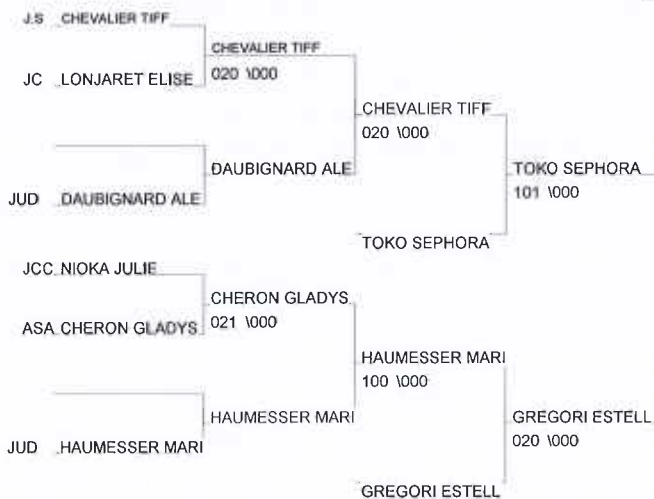 J.S CHEVALIER TIFF
CHEVALIER TIFF
020 \000
JC LONJARET ELISE
CHEVALIER TIFF
020 \000
DAUBIGNARD ALE
JUD DAUBIGNARD ALE
TOKO SEPHORA
101 \000
TOKO SEPHORA
JCC NIOKA JULIE
CHERON GLADYS
021 \000
ASA CHERON GLADYS
HAUMESSER MARI
100 \000
HAUMESSER MARI
JUD HAUMESSER MARI
GREGORI ESTELL
020 \000
GREGORI ESTELL